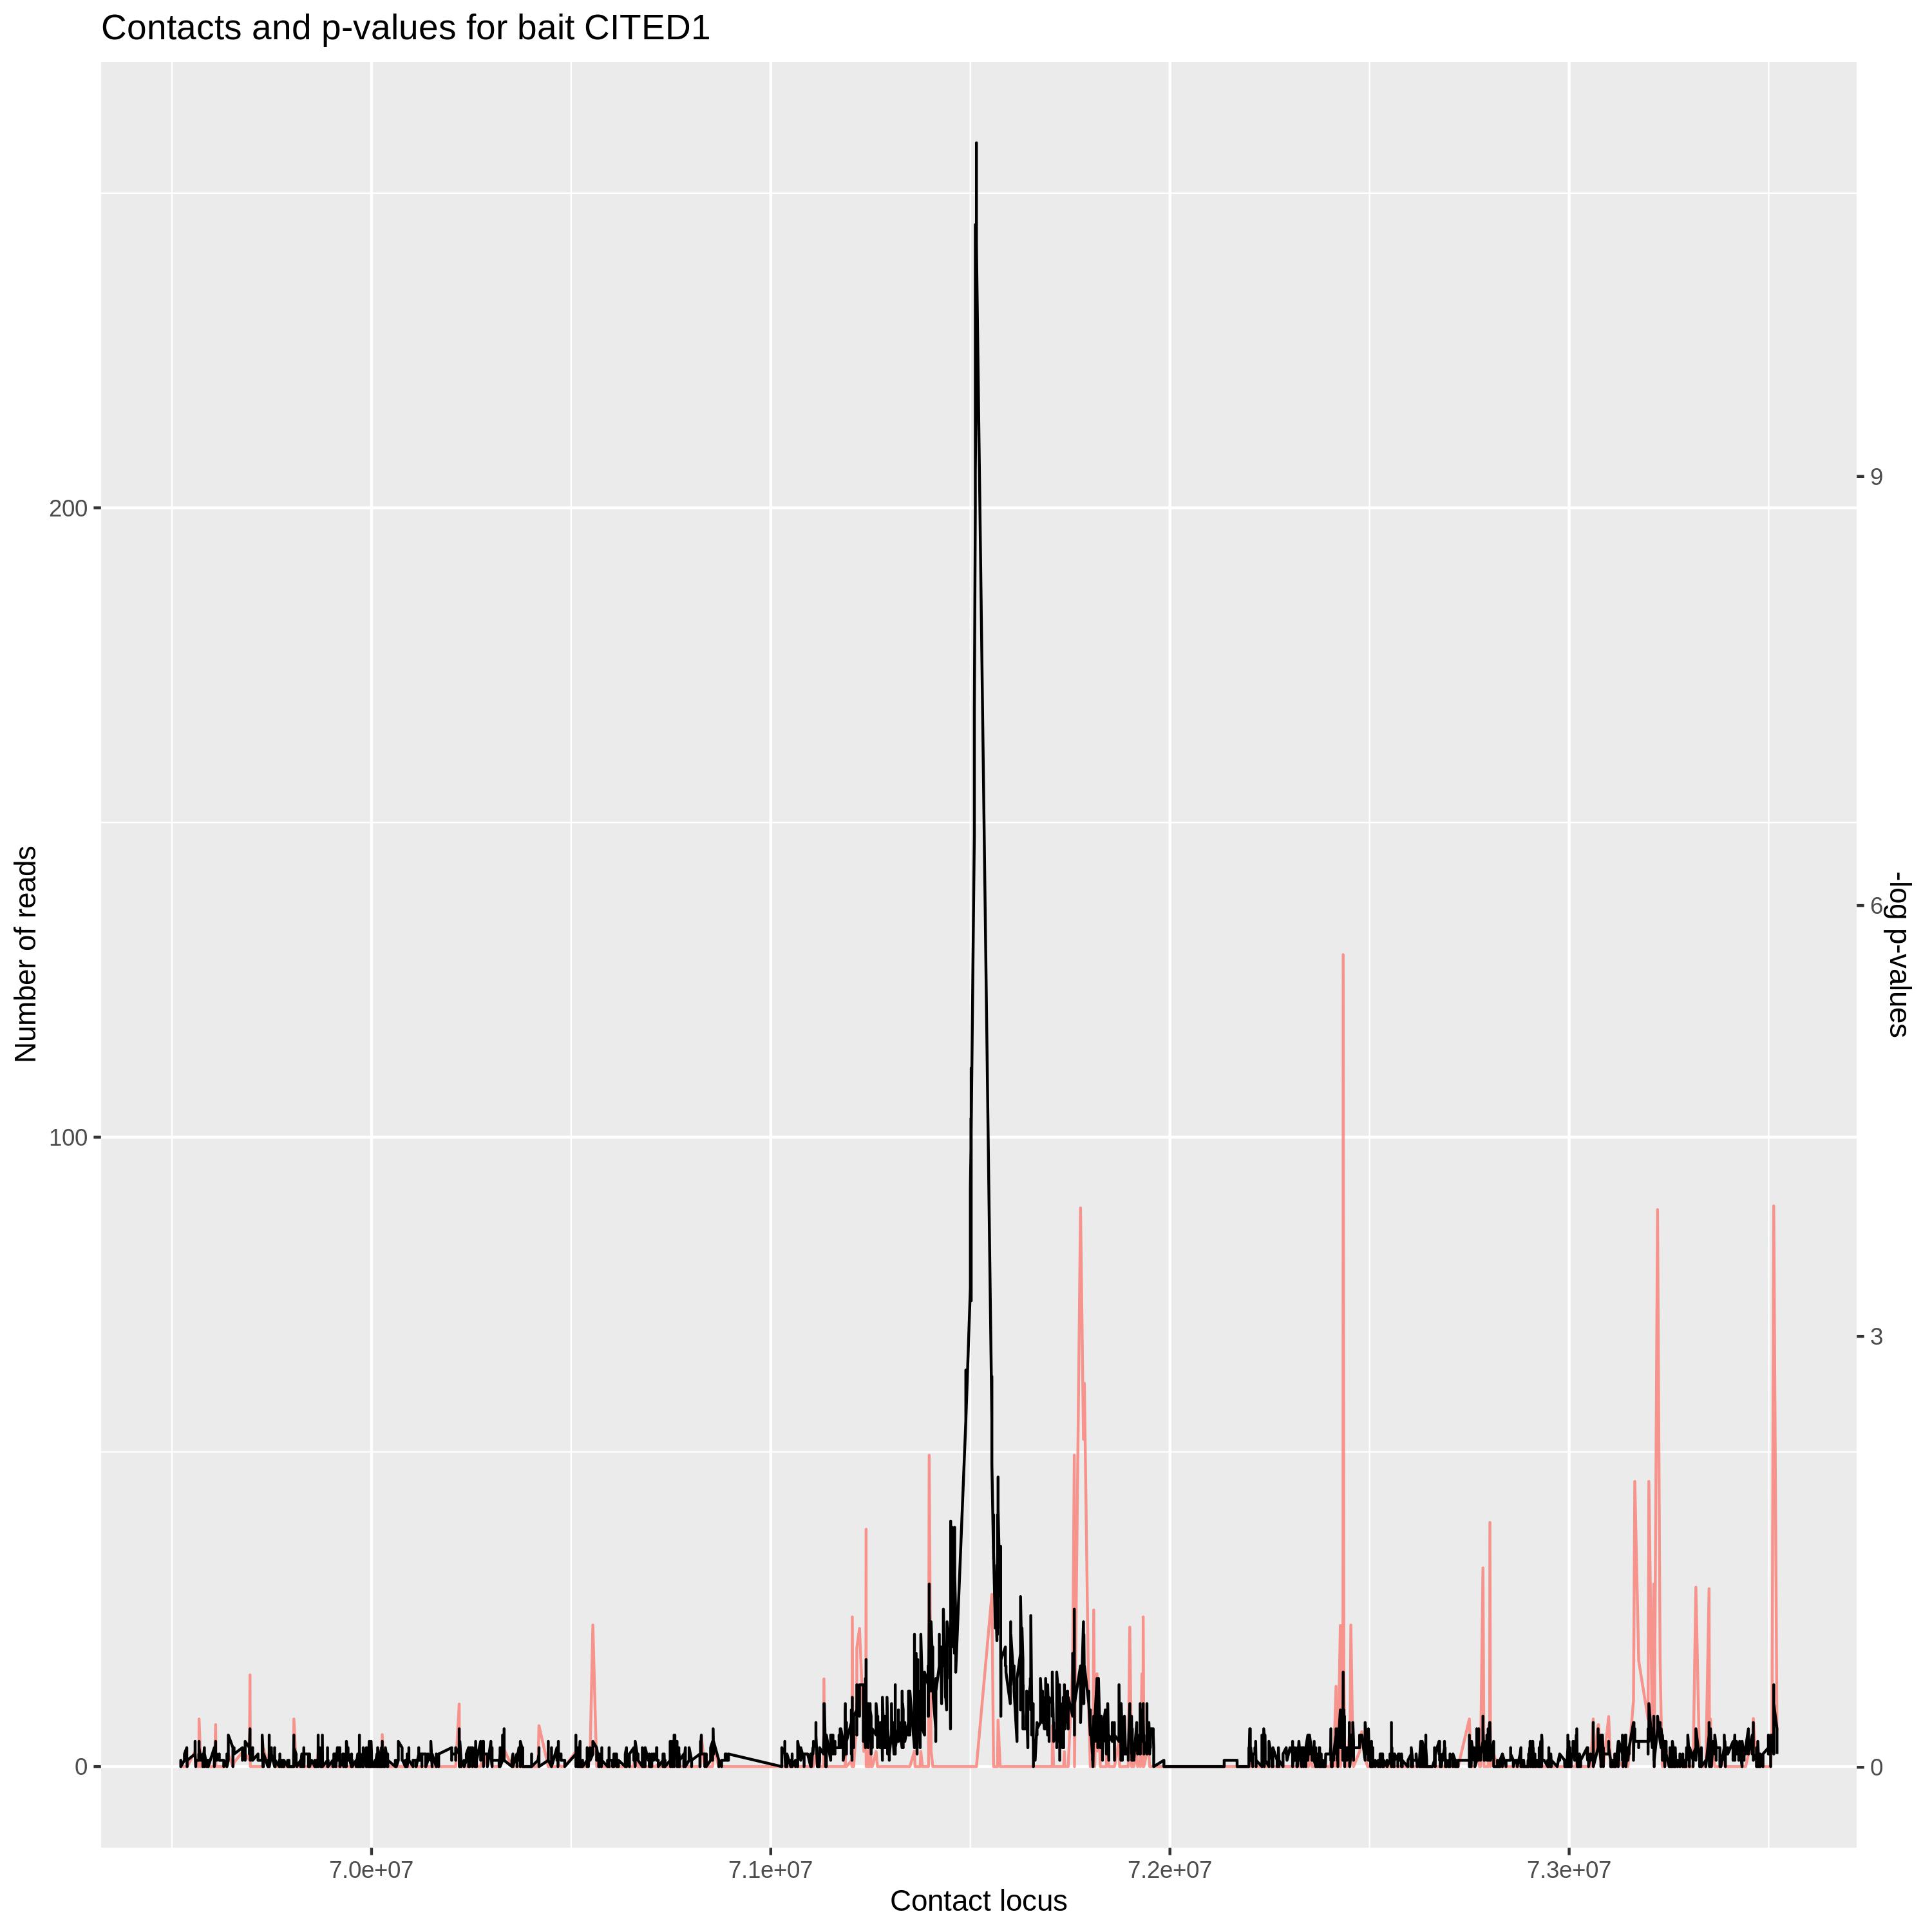 Contacts and p-values for bait CITED1
Number of reads
200
100
0
9
6
3
0
-log p-values
7.0e+07 7.1e+07 7.2e+07 7.3e+07
Contact locus